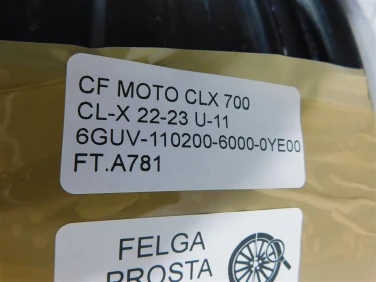 CF MOTO CLX 700
CL-X 22-23 U-11
6GUV-110200-6000-0YE00
FT.A781
FELGA
PROSTA